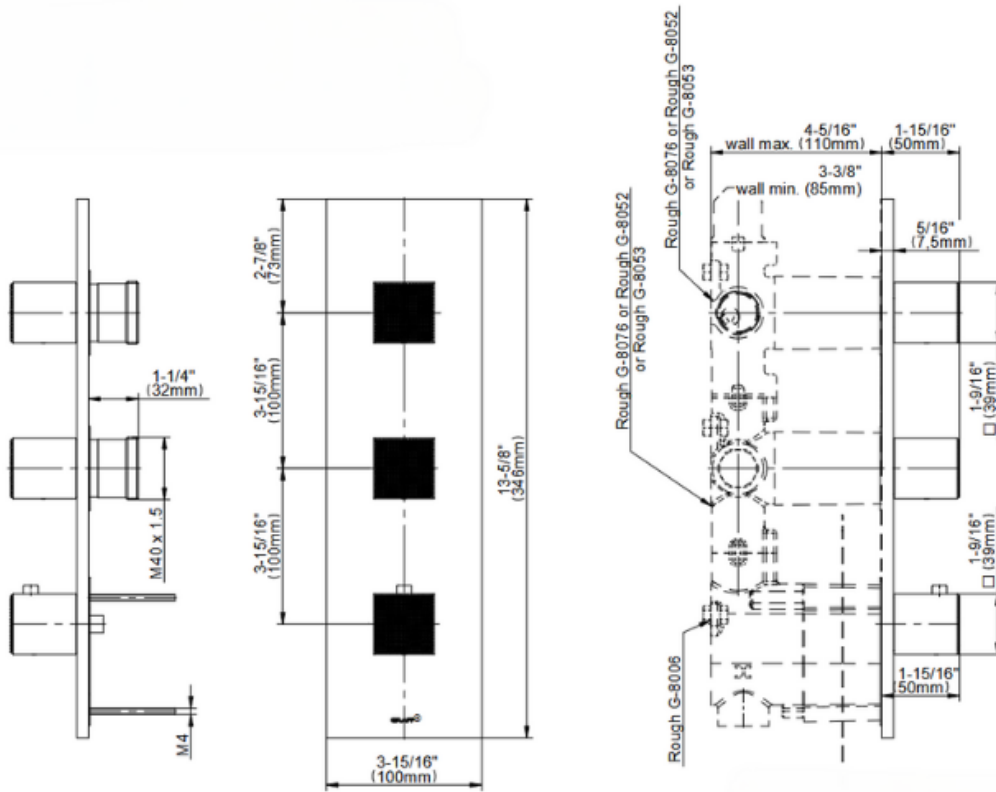 1-1/4"
(32mm)
M40 x 1.5
M4
2-7/8"
(73mm)
3-15/16"
(100mm)
3-15/16"
(100mm)
13-5/8"
(346mm)
3-15/16"
(100mm)
Rough G-8076 or Rough G-8052
or Rough G-8053
Rough G-8076 or Rough G-8052
or Rough G-8053
Rough G-8006
4-5/16"
wall max. (110mm)
1-15/16"
(50mm)
3-3/8"
wall min. (85mm)
5/16"
(7,5mm)
1-9/16"
□ (39mm)
1-9/16"
□ (39mm)
1-15/16"
(50mm)